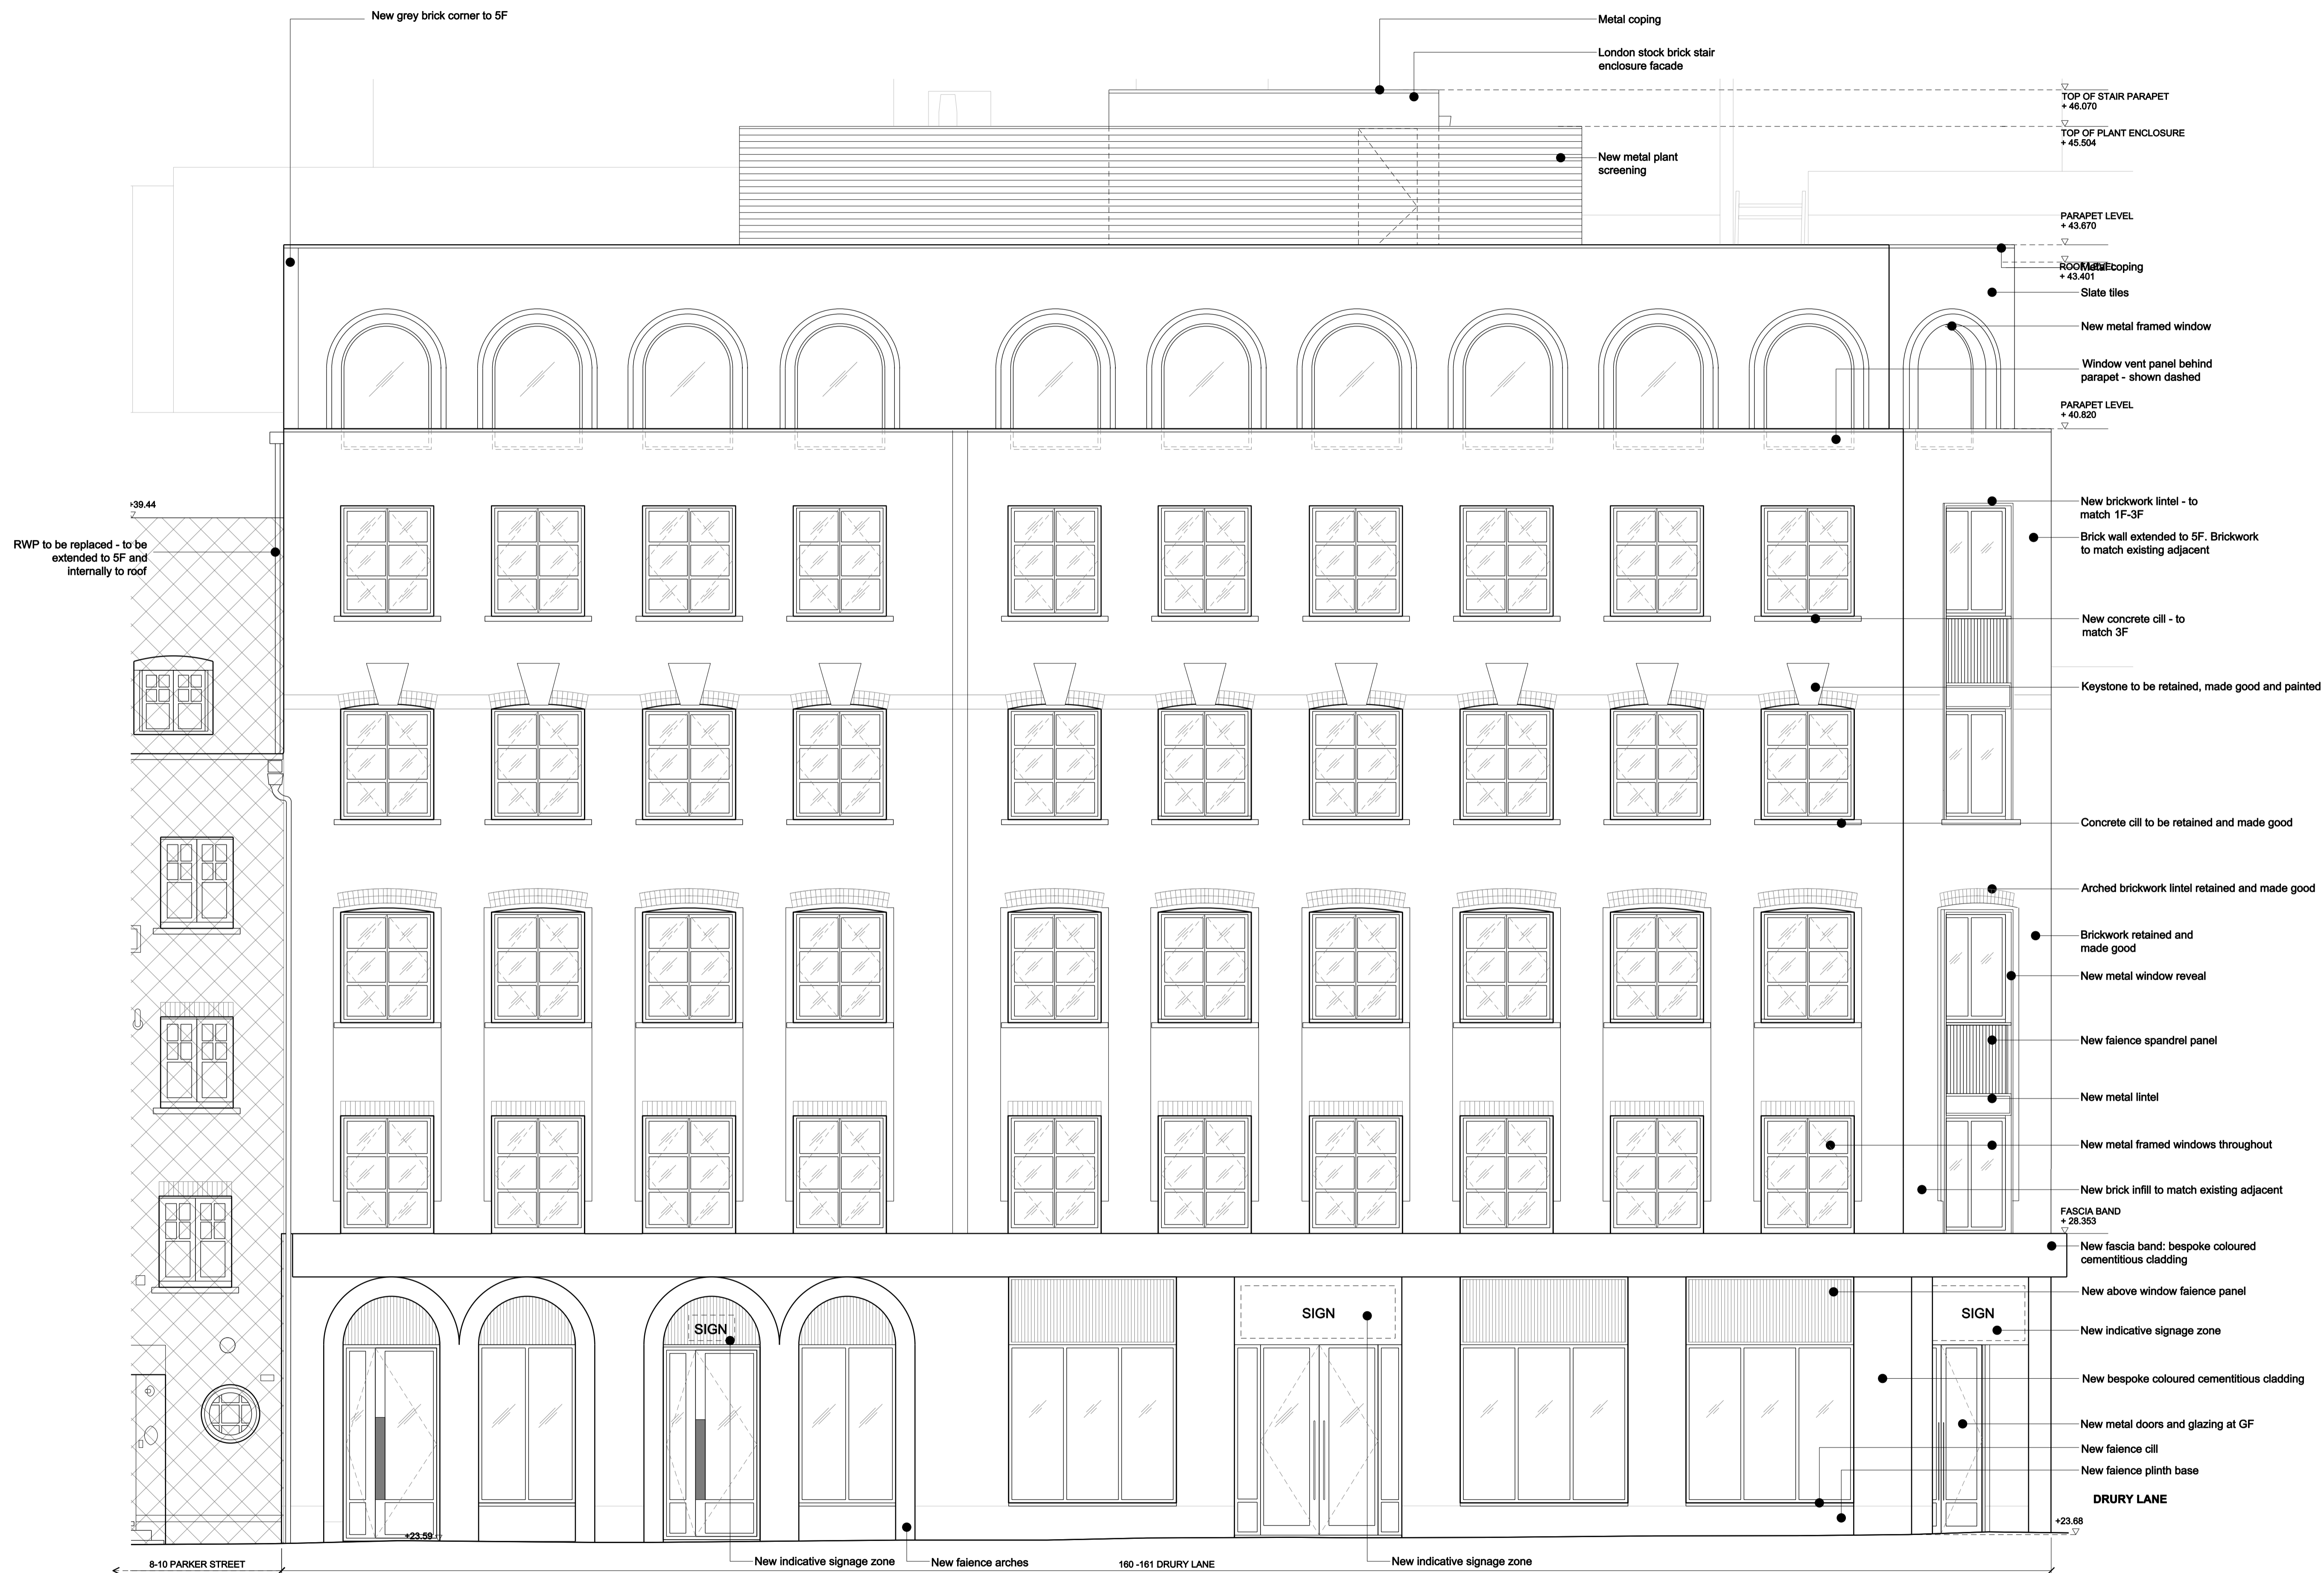 New grey brick corner to 5F
Metal coping
London stock brick stair
enclosure facade
TOP OF STAIR PARAPET
+ 46.070
TOP OF PLANT ENCLOSURE
+ 45.504
New metal plant
screening
PARAPET LEVEL
+ 43.670
ROOF LEVEL
Metal coping
+ 43.401
Slate tiles
New metal framed window
Window vent panel behind
parapet - shown dashed
PARAPET LEVEL
+ 40.820
+39.44
New brickwork lintel - to
match 1F-3F
RWP to be replaced - to be
extended to 5F and
internally to roof
Brick wall extended to 5F. Brickwork
to match existing adjacent
New concrete cill - to
match 3F
Keystone to be retained, made good and painted
Concrete cill to be retained and made good
Arched brickwork lintel retained and made good
Brickwork retained and
made good
New metal window reveal
New faience spandrel panel
New metal lintel
New metal framed windows throughout
New brick infill to match existing adjacent
FASCIA BAND
+ 28.353
New fascia band: bespoke coloured
cementitious cladding
New above window faience panel
SIGN
SIGN
SIGN
New indicative signage zone
New bespoke coloured cementitious cladding
New metal doors and glazing at GF
New faience cill
New faience plinth base
DRURY LANE
+23.59
+23.68
8-10 PARKER STREET
New indicative signage zone
New faience arches
160 -161 DRURY LANE
New indicative signage zone